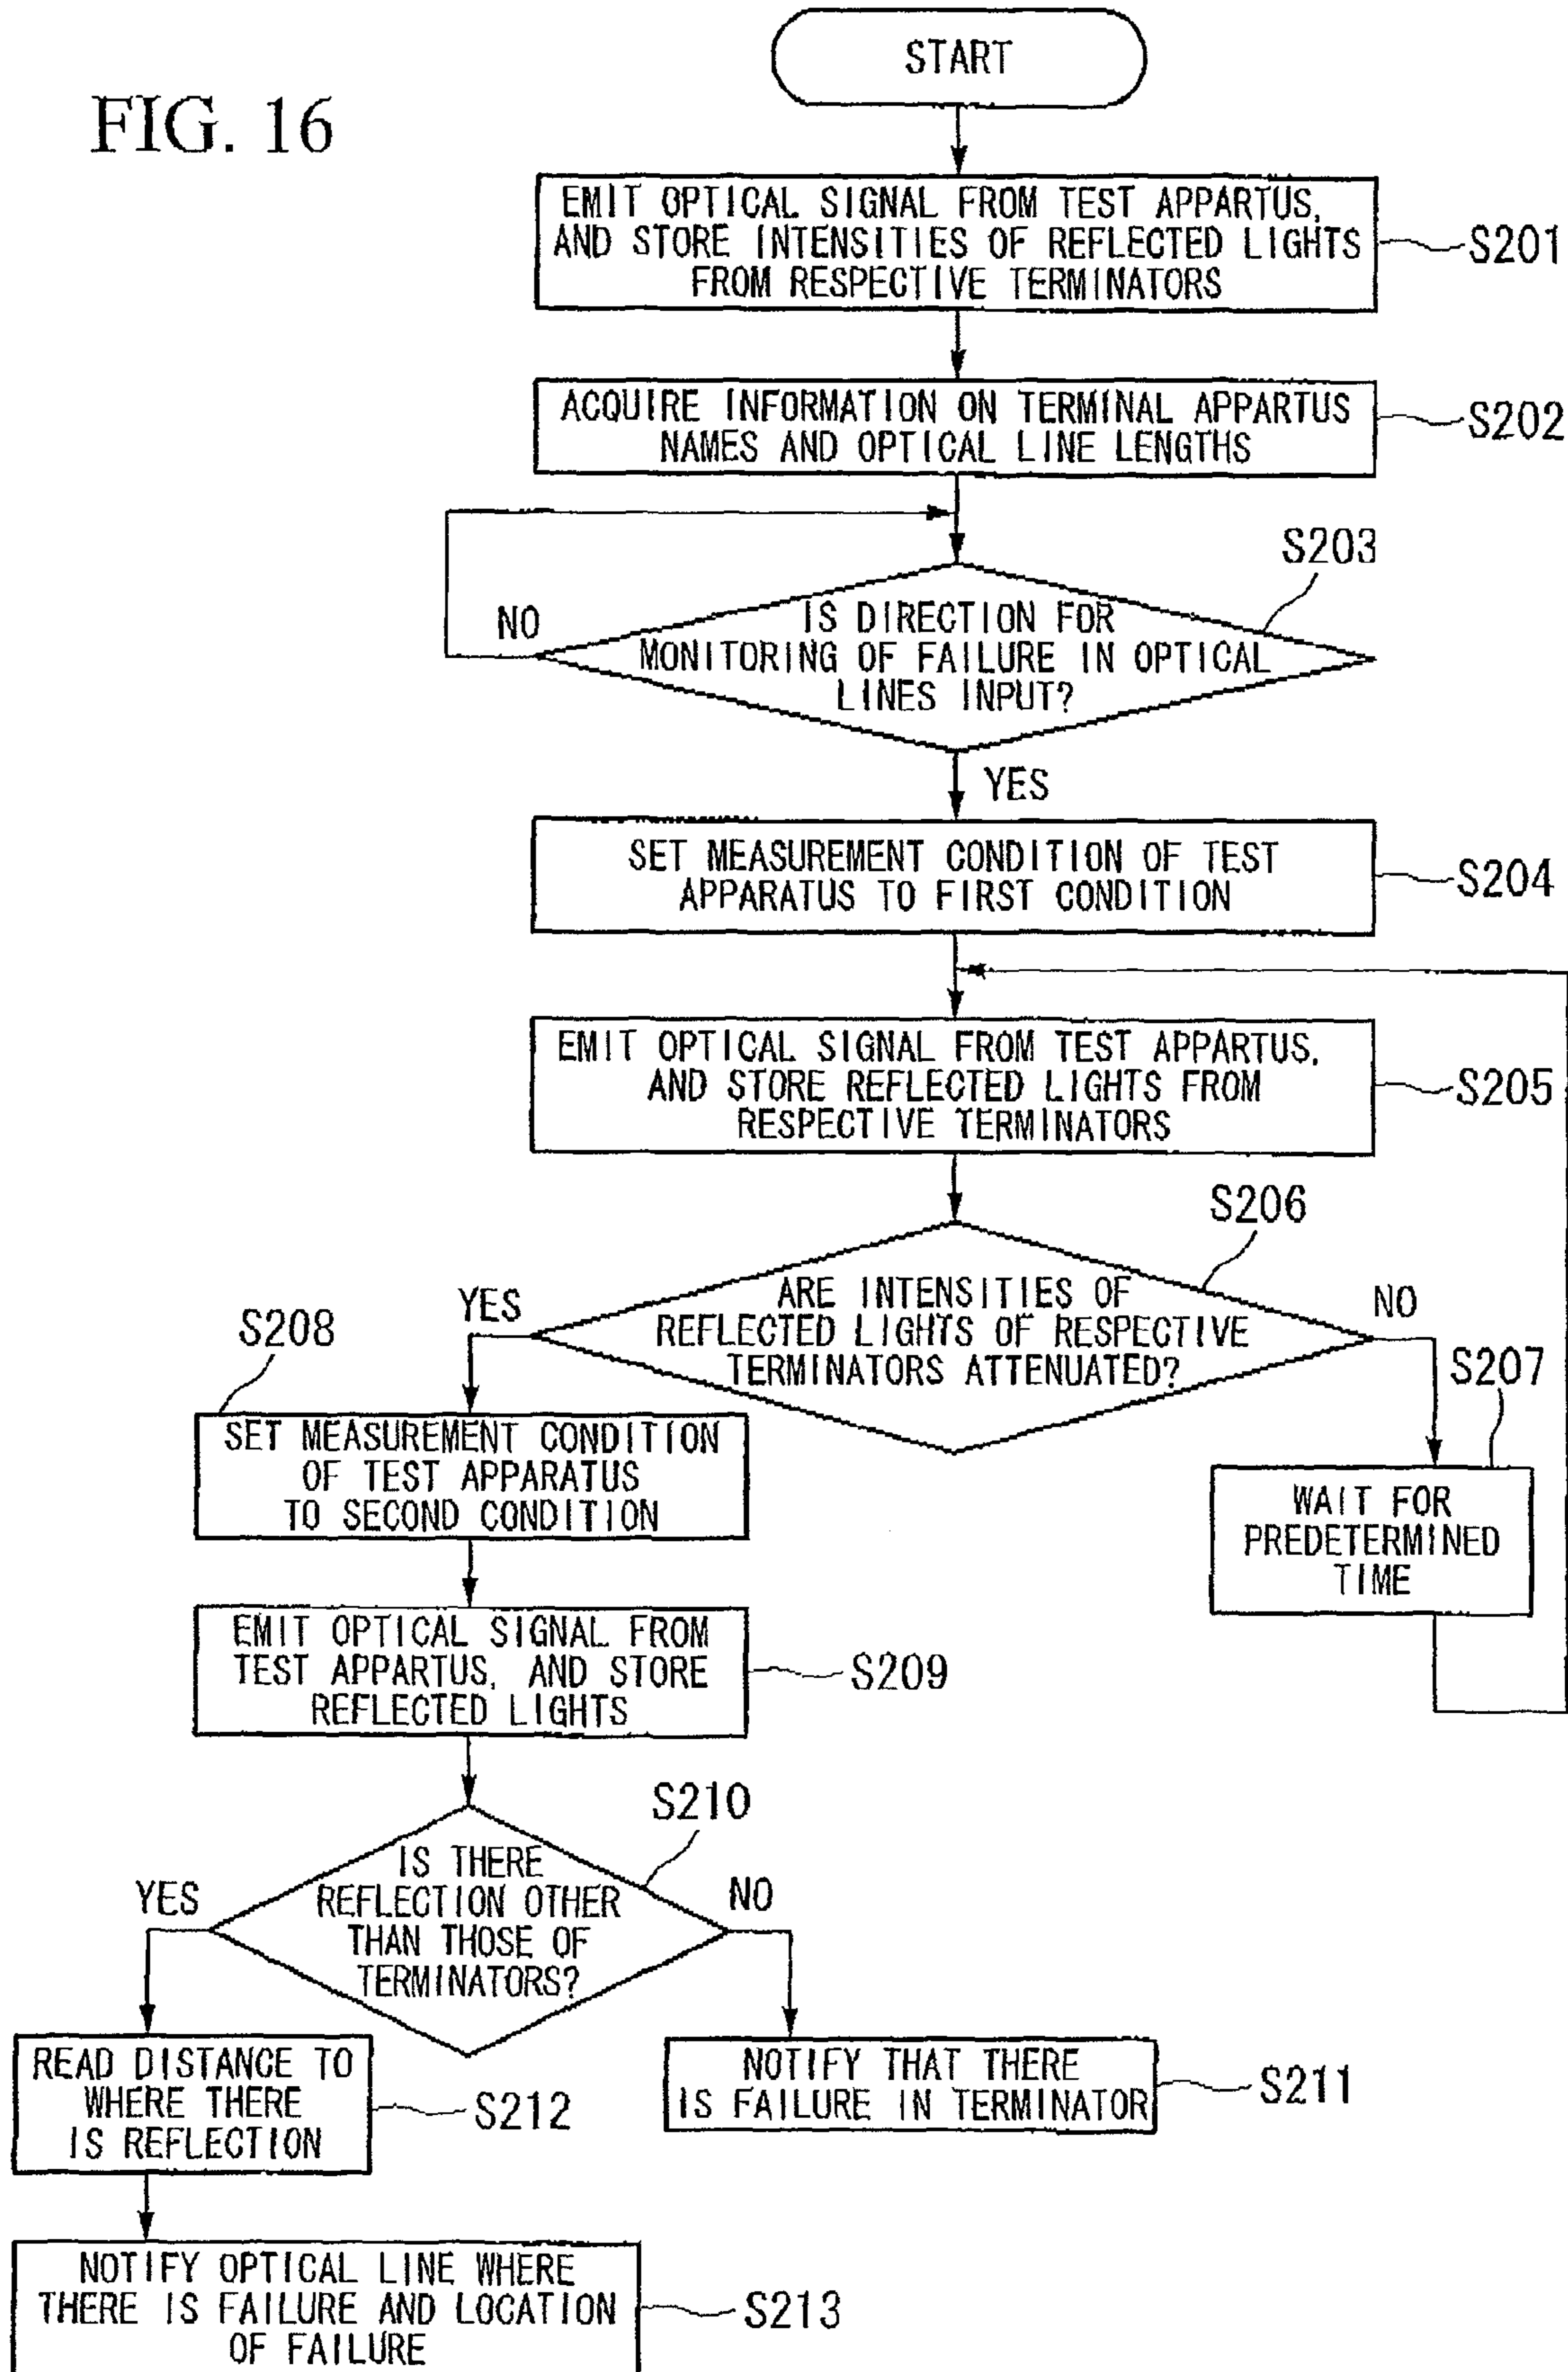 FIG. 16
START
EMIT OPTICAL SIGNAL FROM TEST APPARTUS,
AND STORE INTENSITIES OF REFLECTED LIGHTS
FROM RESPECTIVE TERMINATORS
S201
ACQUIRE INFORMATION ON TERMINAL APPARTUS
NAMES AND OPTICAL LINE LENGTHS
S202
S203
NO
IS DIRECTION FOR
MONITORING OF FAILURE IN OPTICAL
LINES INPUT?
YES
SET MEASUREMENT CONDITION OF TEST
APPARATUS TO FIRST CONDITION
S204
EMIT OPTICAL SIGNAL FROM TEST APPARTUS,
AND STORE REFLECTED LIGHTS FROM
RESPECTIVE TERMINATORS
S205
S206
YES
ARE INTENSITIES OF
REFLECTED LIGHTS OF RESPECTIVE
TERMINATORS ATTENUATED?
NO
S208
S207
SET MEASUREMENT CONDITION
OF TEST APPARATUS
TO SECOND CONDITION
WAIT FOR
PREDETERMINED
TIME
EMIT OPTICAL SIGNAL FROM
TEST APPARTUS, AND STORE
REFLECTED LIGHTS
S209
S210
YES
IS THERE
REFLECTION OTHER
THAN THOSE OF
TERMINATORS?
NO
READ DISTANCE TO
WHERE THERE
IS REFLECTION
S212
NOTIFY THAT THERE
IS FAILURE IN TERMINATOR
S211
NOTIFY OPTICAL LINE WHERE
THERE IS FAILURE AND LOCATION
OF FAILURE
S213